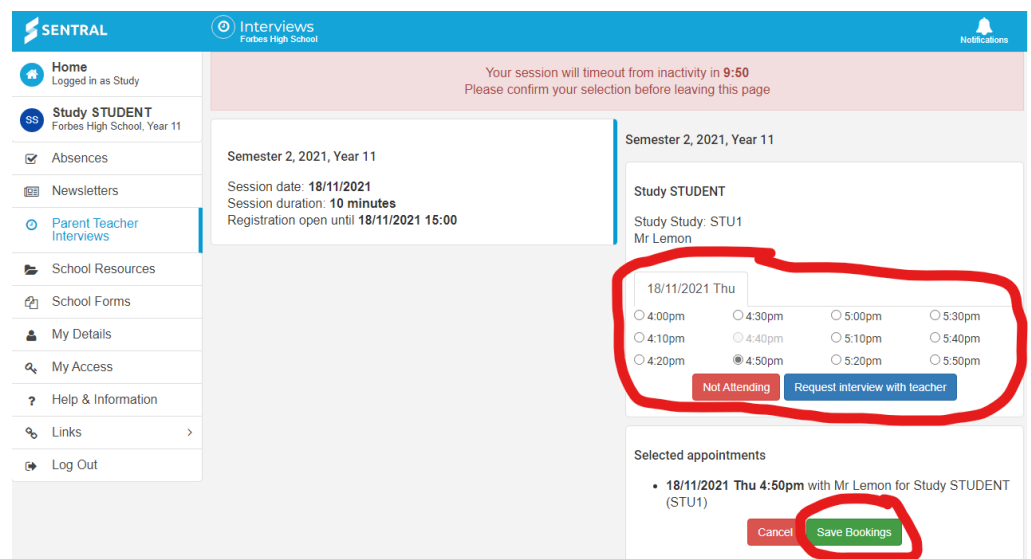 SENTRAL
Interviews
Forbes High School
Notifications
Home
Logged in as Study
SS
Study STUDENT
Forbes High School, Year 11
Absences
Newsletters
Parent Teacher
Interviews
School Resources
School Forms
My Details
My Access
? Help & Information
Links >
Log Out
Your session will timeout from inactivity in 9:50
Please confirm your selection before leaving this page
Semester 2, 2021, Year 11
Session date: 18/11/2021
Session duration: 10 minutes
Registration open until 18/11/2021 15:00
Semester 2, 2021, Year 11
Study STUDENT
Study Study: STU1
Mr Lemon
18/11/2021 Thu
4:00pm 4:30pm 5:00pm 5:30pm
4:10pm 4:40pm 5:10pm 5:40pm
4:20pm 4:50pm 5:20pm 5:50pm
Not Attending Request interview with teacher
Selected appointments
• 18/11/2021 Thu 4:50pm with Mr Lemon for Study STUDENT
(STU1)
Cancel Save Bookings